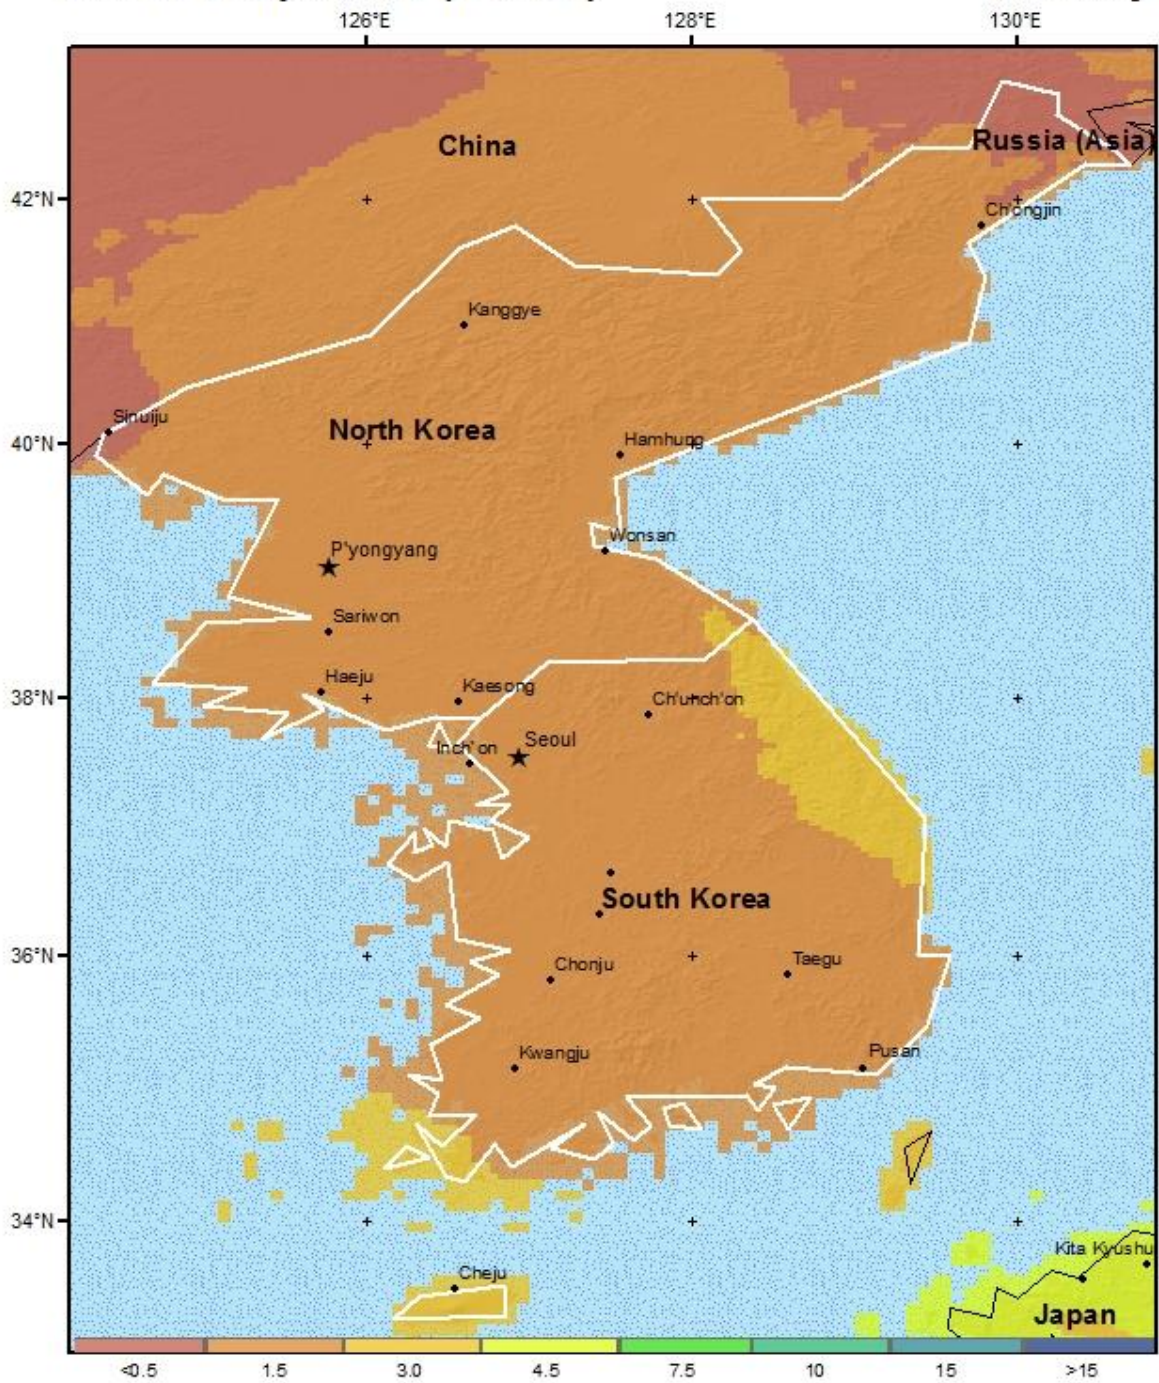 126°E 128°E 130°E
China
Russia (Asia)
42°N
Ch'ongjin
Kanggye
Sinuiju
North Korea
40°N
Hamhung
Wonsan
P'yongyang
Sariwon
Haeju
38°N
Kaesong
Ch'unch'on
Inch'on
Seoul
South Korea
36°N
Chonju
Taegu
Kwangju
Pusan
34°N
Kita Kyushu
Cheju
Japan
<0.5 1.5 3.0 4.5 7.5 10 15 >15